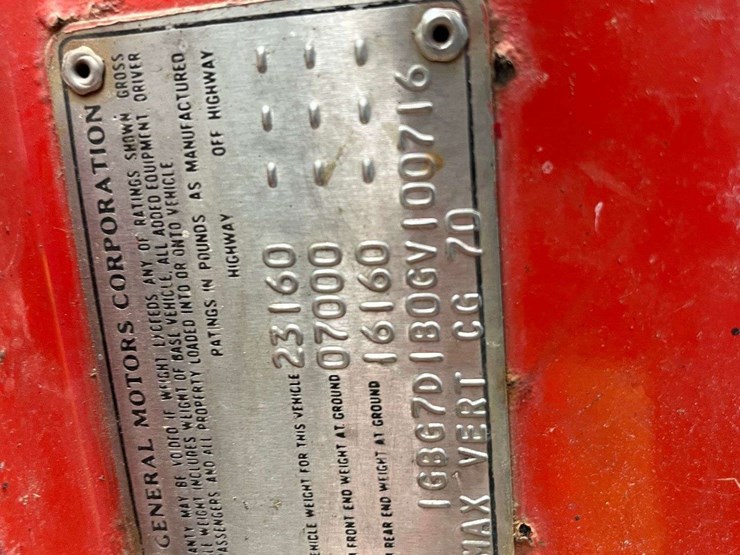 GENERAL MOTORS CORPORATION
ANTY MAY BE VOIDED IF WEIGHT EXCEEDS ANY OF RATINGS SHOWN GROSS
WEIGHT INCLUDES WEIGHT OF BASE VEHICLE, ALL ADDED EQUIPMENT DRIVER
PASSENGERS AND ALL PROPERTY LOADED INTO OR ONTO VEHICLE
RATINGS IN POUNDS AS MANUFACTURED
HIGHWAY OFF HIGHWAY
EHICLE WEIGHT FOR THIS VEHICLE 23160 - - -
FRONT END WEIGHT AT GROUND 07000 - - -
REAR END WEIGHT AT GROUND 16160 - - -
1GBG7D1B0GV100716
MAX VERT CG 70